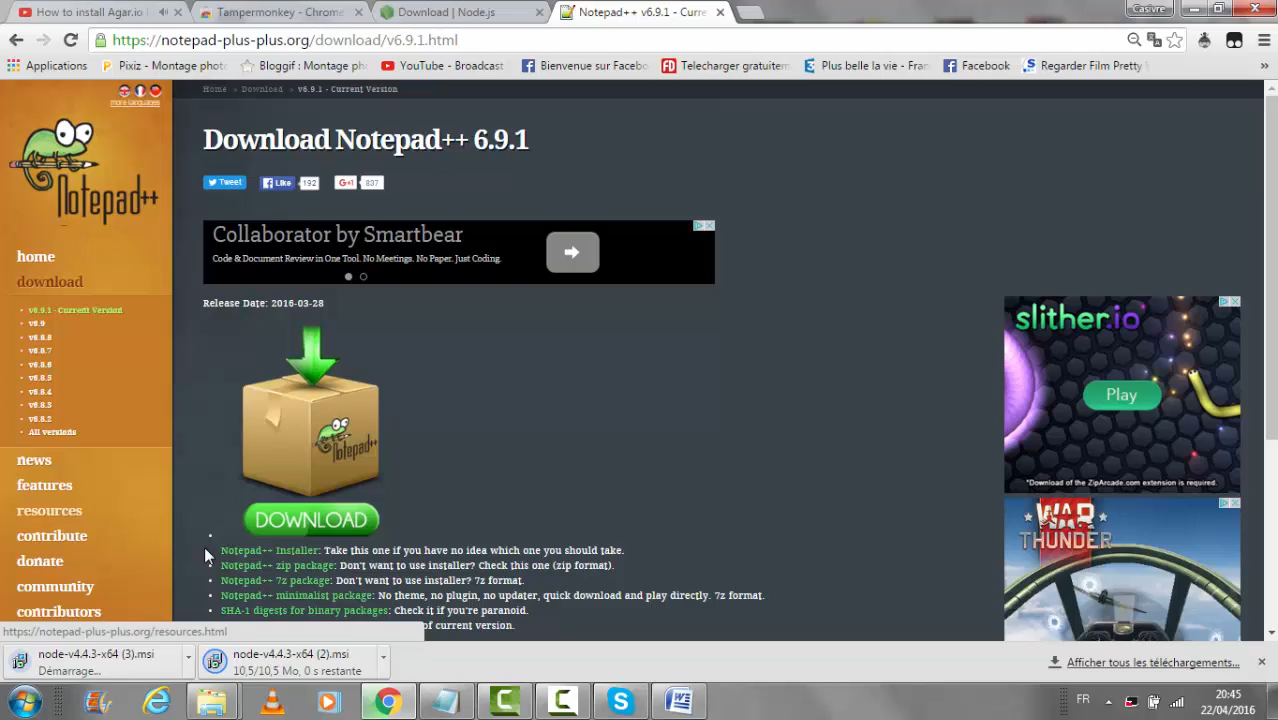 How to install Agar.io
Tampermonkey - Chrome
Download | Node.js
Notepad++ v6.9.1 - Curre
Casivre
https://notepad-plus-plus.org/download/v6.9.1.html
Applications
Pixiz - Montage phot
Bloggif : Montage ph
YouTube - Broadcast
Bienvenue sur Facebo
Telecharger gratuitem
Plus belle la vie - Fran
Facebook
Regarder Film Pretty
»
more languages
Home » Download » v6.9.1 - Current Version
Download Notepad++ 6.9.1
Notepad++
Tweet
Like 192
G+1 837
Collaborator by Smartbear
Code & Document Review in One Tool. No Meetings. No Paper. Just Coding.
Release Date: 2016-03-28
home
download
v6.9.1 - Current Version
v6.9
v6.8.8
v6.8.7
v6.8.6
v6.8.5
v6.8.4
v6.8.3
v6.8.2
All versions
news
features
resources
contribute
donate
community
contributors
Notepad++
DOWNLOAD
Notepad++ Installer: Take this one if you have no idea which one you should take.
Notepad++ zip package: Don't want to use installer? Check this one (zip format).
Notepad++ 7z package: Don't want to use installer? 7z format.
Notepad++ minimalist package: No theme, no plugin, no updater, quick download and play directly. 7z format.
SHA-1 digests for binary packages: Check it if you're paranoid.
of current version.
slither.io
Play
*Download of the ZipArcade.com extension is required.
WAR
THUNDER
https://notepad-plus-plus.org/resources.html
node-v4.4.3-x64 (3).msi
Démarrage...
node-v4.4.3-x64 (2).msi
10,5/10,5 Mo, 0 s restante
Afficher tous les téléchargements...
FR
20:45
22/04/2016